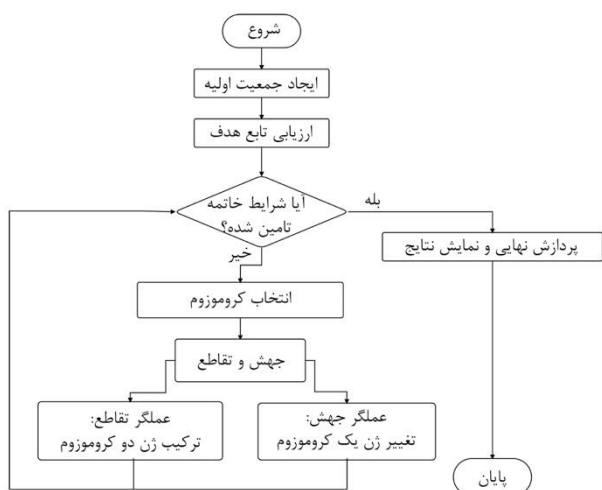 شروع
ایجاد جمعیت اولیه
ارزیابی تابع هدف
آیا شرایط خاتمه
تامین شده؟
بله
خیر
پردازش نهایی و نمایش نتایج
انتخاب کروموزوم
جهش و تقاطع
عملگر جهش:
تغییر ژن یک کروموزوم
عملگر تقاطع:
ترکیب ژن دو کروموزوم
پایان